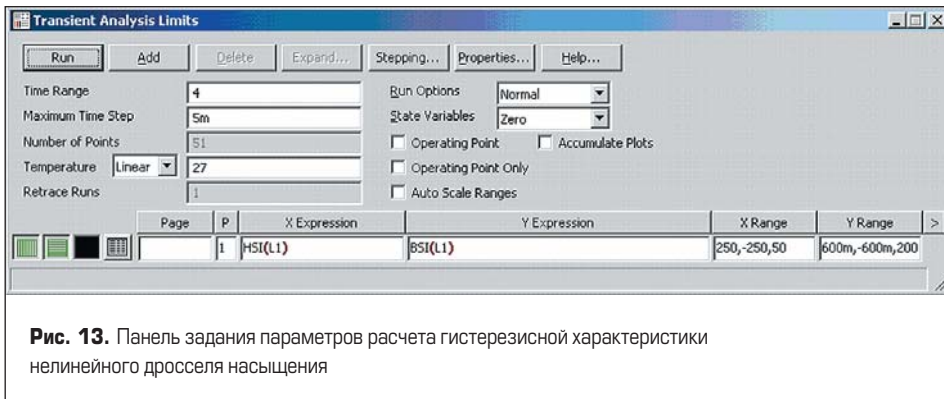 Transient Analysis Limits
Run Add Delete Expand... Stepping... Properties... Help...
Time Range 4 Run Options Normal
Maximum Time Step 5m State Variables Zero
Number of Points 51 Operating Point Accumulate Plots
Temperature Linear 27 Operating Point Only
Retrace Runs 1 Auto Scale Ranges
Page P X Expression Y Expression X Range Y Range >
1 HSI(L1) BSI(L1) 250,-250,50 600m,-600m,200
Рис. 13. Панель задания параметров расчета гистерезисной характеристики
нелинейного дросселя насыщения